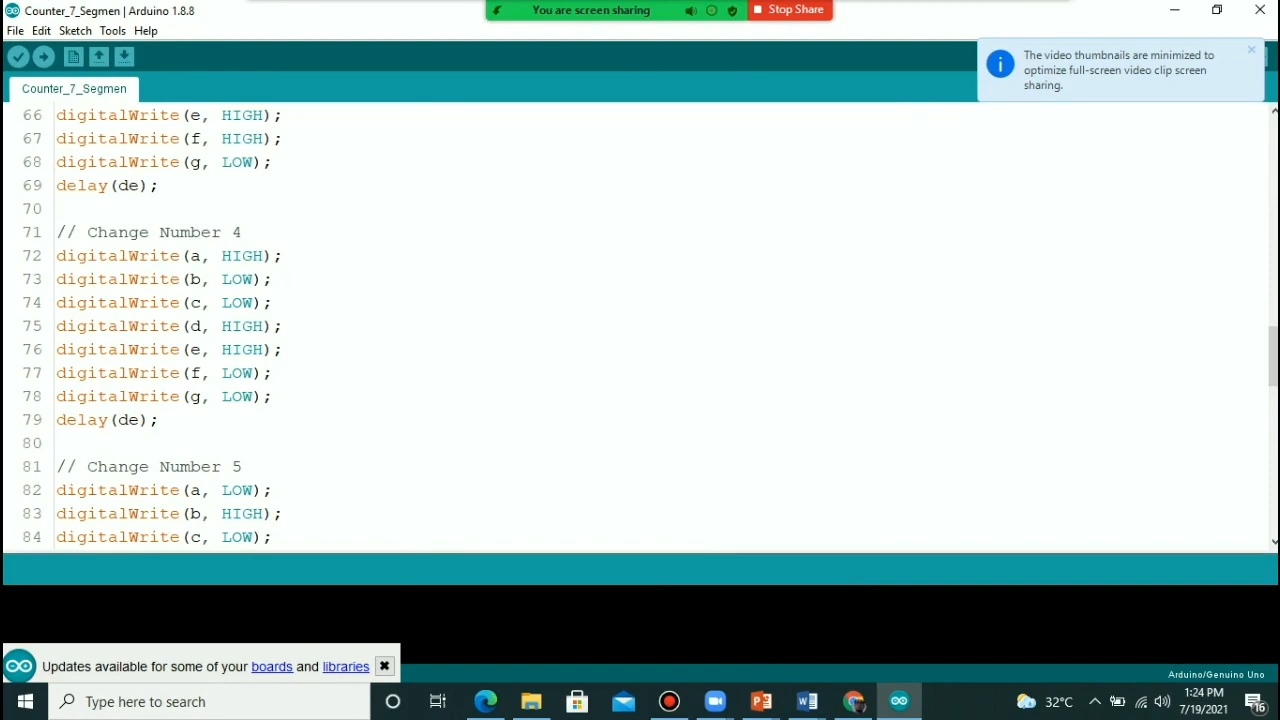 Counter_7_Segmen | Arduino 1.8.8
You are screen sharing
Stop Share
File Edit Sketch Tools Help
The video thumbnails are minimized to
optimize full-screen video clip screen
sharing.
Counter_7_Segmen
66 digitalWrite(e, HIGH);
67 digitalWrite(f, HIGH);
68 digitalWrite(g, LOW);
69 delay(de);
70
71 // Change Number 4
72 digitalWrite(a, HIGH);
73 digitalWrite(b, LOW);
74 digitalWrite(c, LOW);
75 digitalWrite(d, HIGH);
76 digitalWrite(e, HIGH);
77 digitalWrite(f, LOW);
78 digitalWrite(g, LOW);
79 delay(de);
80
81 // Change Number 5
82 digitalWrite(a, LOW);
83 digitalWrite(b, HIGH);
84 digitalWrite(c, LOW);
Updates available for some of your boards and libraries
Arduino/Genuino Uno
Type here to search
32°C
1:24 PM
7/19/2021
16